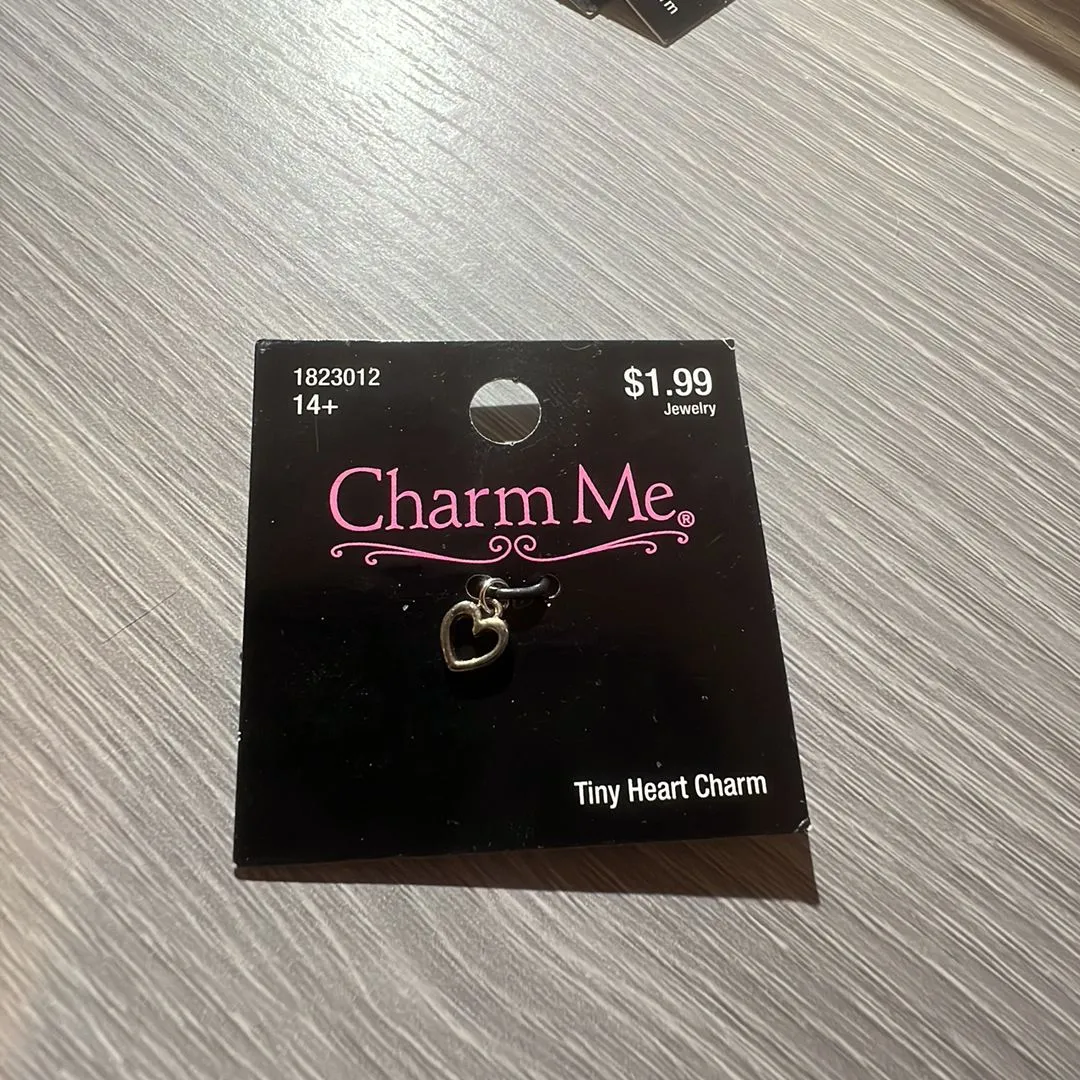 1823012
14+
$1.99
Jewelry
Charm Me®
Tiny Heart Charm